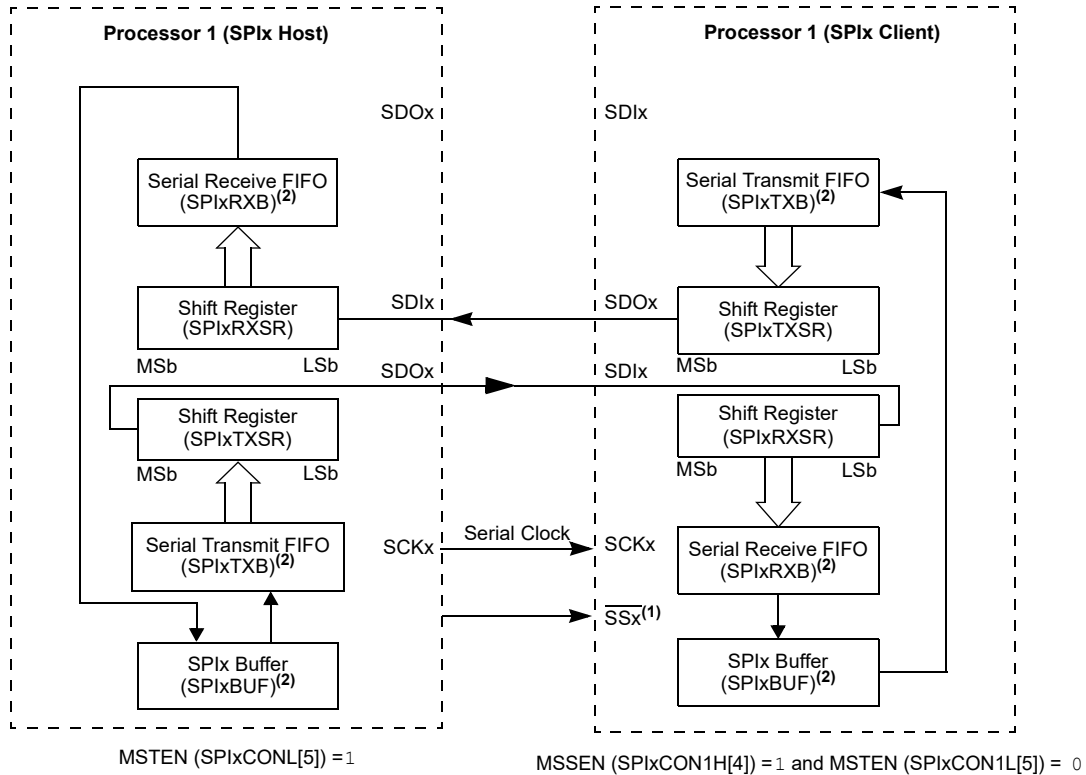 Processor 1 (SPIx Host)
SDOx
Serial Receive FIFO
(SPIxRXB)(2)
Shift Register
(SPIxRXSR)
SDIx
MSb
LSb
SDOx
Shift Register
(SPIxTXSR)
MSb
LSb
Serial Transmit FIFO
(SPIxTXB)(2)
SCKx
SPIx Buffer
(SPIxBUF)(2)
MSTEN (SPIxCONL[5]) =1
Serial Clock
Processor 1 (SPIx Client)
SDIx
Serial Transmit FIFO
(SPIxTXB)(2)
SDOx
Shift Register
(SPIxTXSR)
MSb
LSb
SDIx
Shift Register
(SPIxRXSR)
MSb
LSb
SCKx
Serial Receive FIFO
(SPIxRXB)(2)
SSx(1)
SPIx Buffer
(SPIxBUF)(2)
MSSEN (SPIxCON1H[4]) =1 and MSTEN (SPIxCON1L[5]) = 0